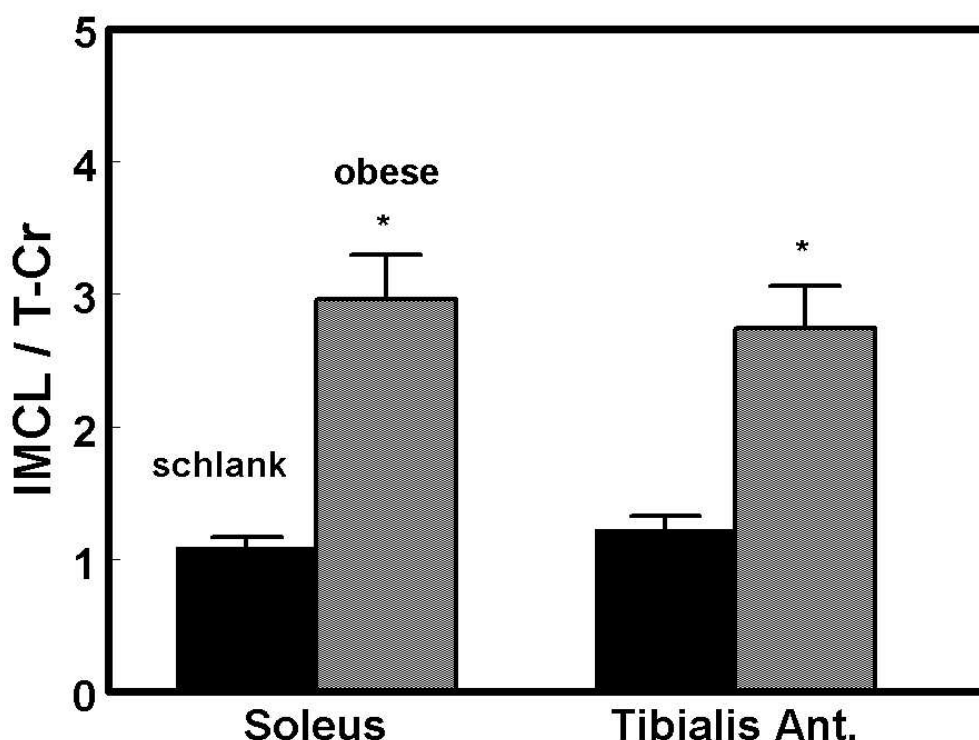 5
4
3
2
1
0
IMCL / T-Cr
obese
*
*
schlank
Soleus
Tibialis Ant.